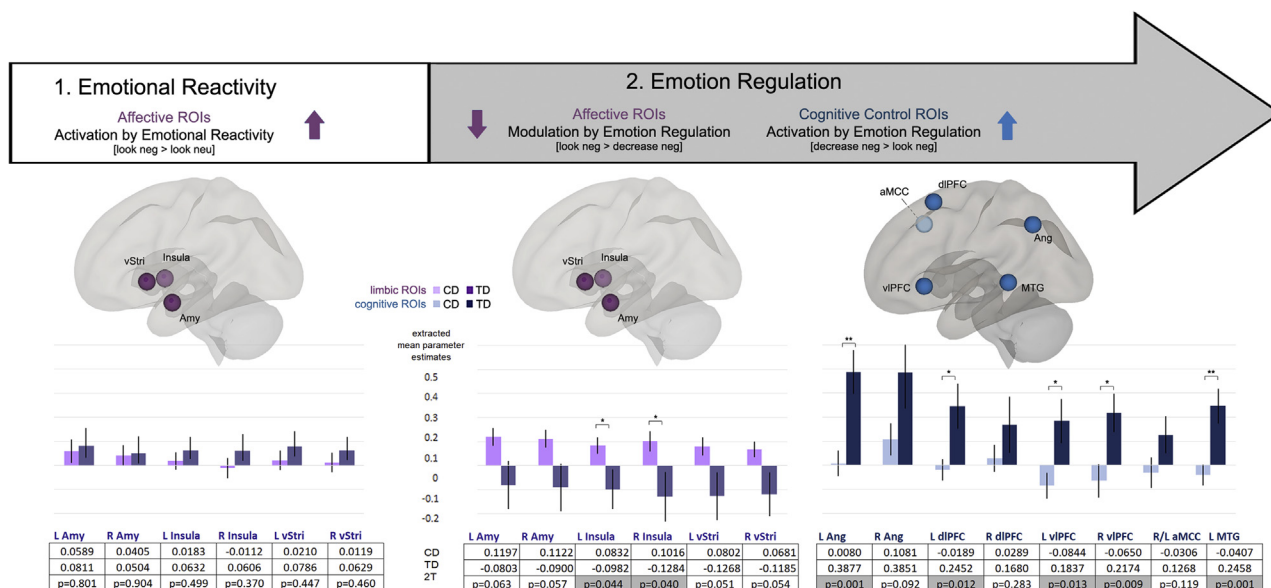 1. Emotional Reactivity
Affective ROIs
Activation by Emotional Reactivity
[look neg > look neu]
2. Emotion Regulation
Affective ROIs
Modulation by Emotion Regulation
[look neg > decrease neg]
Cognitive Control ROIs
Activation by Emotion Regulation
[decrease neg > look neg]
vStri
Insula
Amy
vStri
Insula
Amy
dlPFC
aMCC
Ang
vlPFC
MTG
limbic ROIs CD TD
cognitive ROIs CD TD
extracted
mean parameter
estimates
0.5
0.4
0.3
0.2
0.1
0
-0.1
-0.2
* *
** * * * **
L Amy R Amy L Insula R Insula L vStri R vStri
0.0589 0.0405 0.0183 -0.0112 0.0210 0.0119
0.0811 0.0504 0.0632 0.0606 0.0786 0.0629
p=0.801 p=0.904 p=0.499 p=0.370 p=0.447 p=0.460
CD
TD
2T
L Amy R Amy L Insula R Insula L vStri R vStri
0.1197 0.1122 0.0832 0.1016 0.0802 0.0681
-0.0803 -0.0900 -0.0982 -0.1284 -0.1268 -0.1185
p=0.063 p=0.057 p=0.044 p=0.040 p=0.051 p=0.054
L Ang R Ang L dlPFC R dlPFC L vlPFC R vlPFC R/L aMCC L MTG
0.0080 0.1081 -0.0189 0.0289 -0.0844 -0.0650 -0.0306 -0.0407
0.3877 0.3851 0.2452 0.1680 0.1837 0.2174 0.1268 0.2458
p=0.001 p=0.092 p=0.012 p=0.283 p=0.013 p=0.009 p=0.119 p=0.001